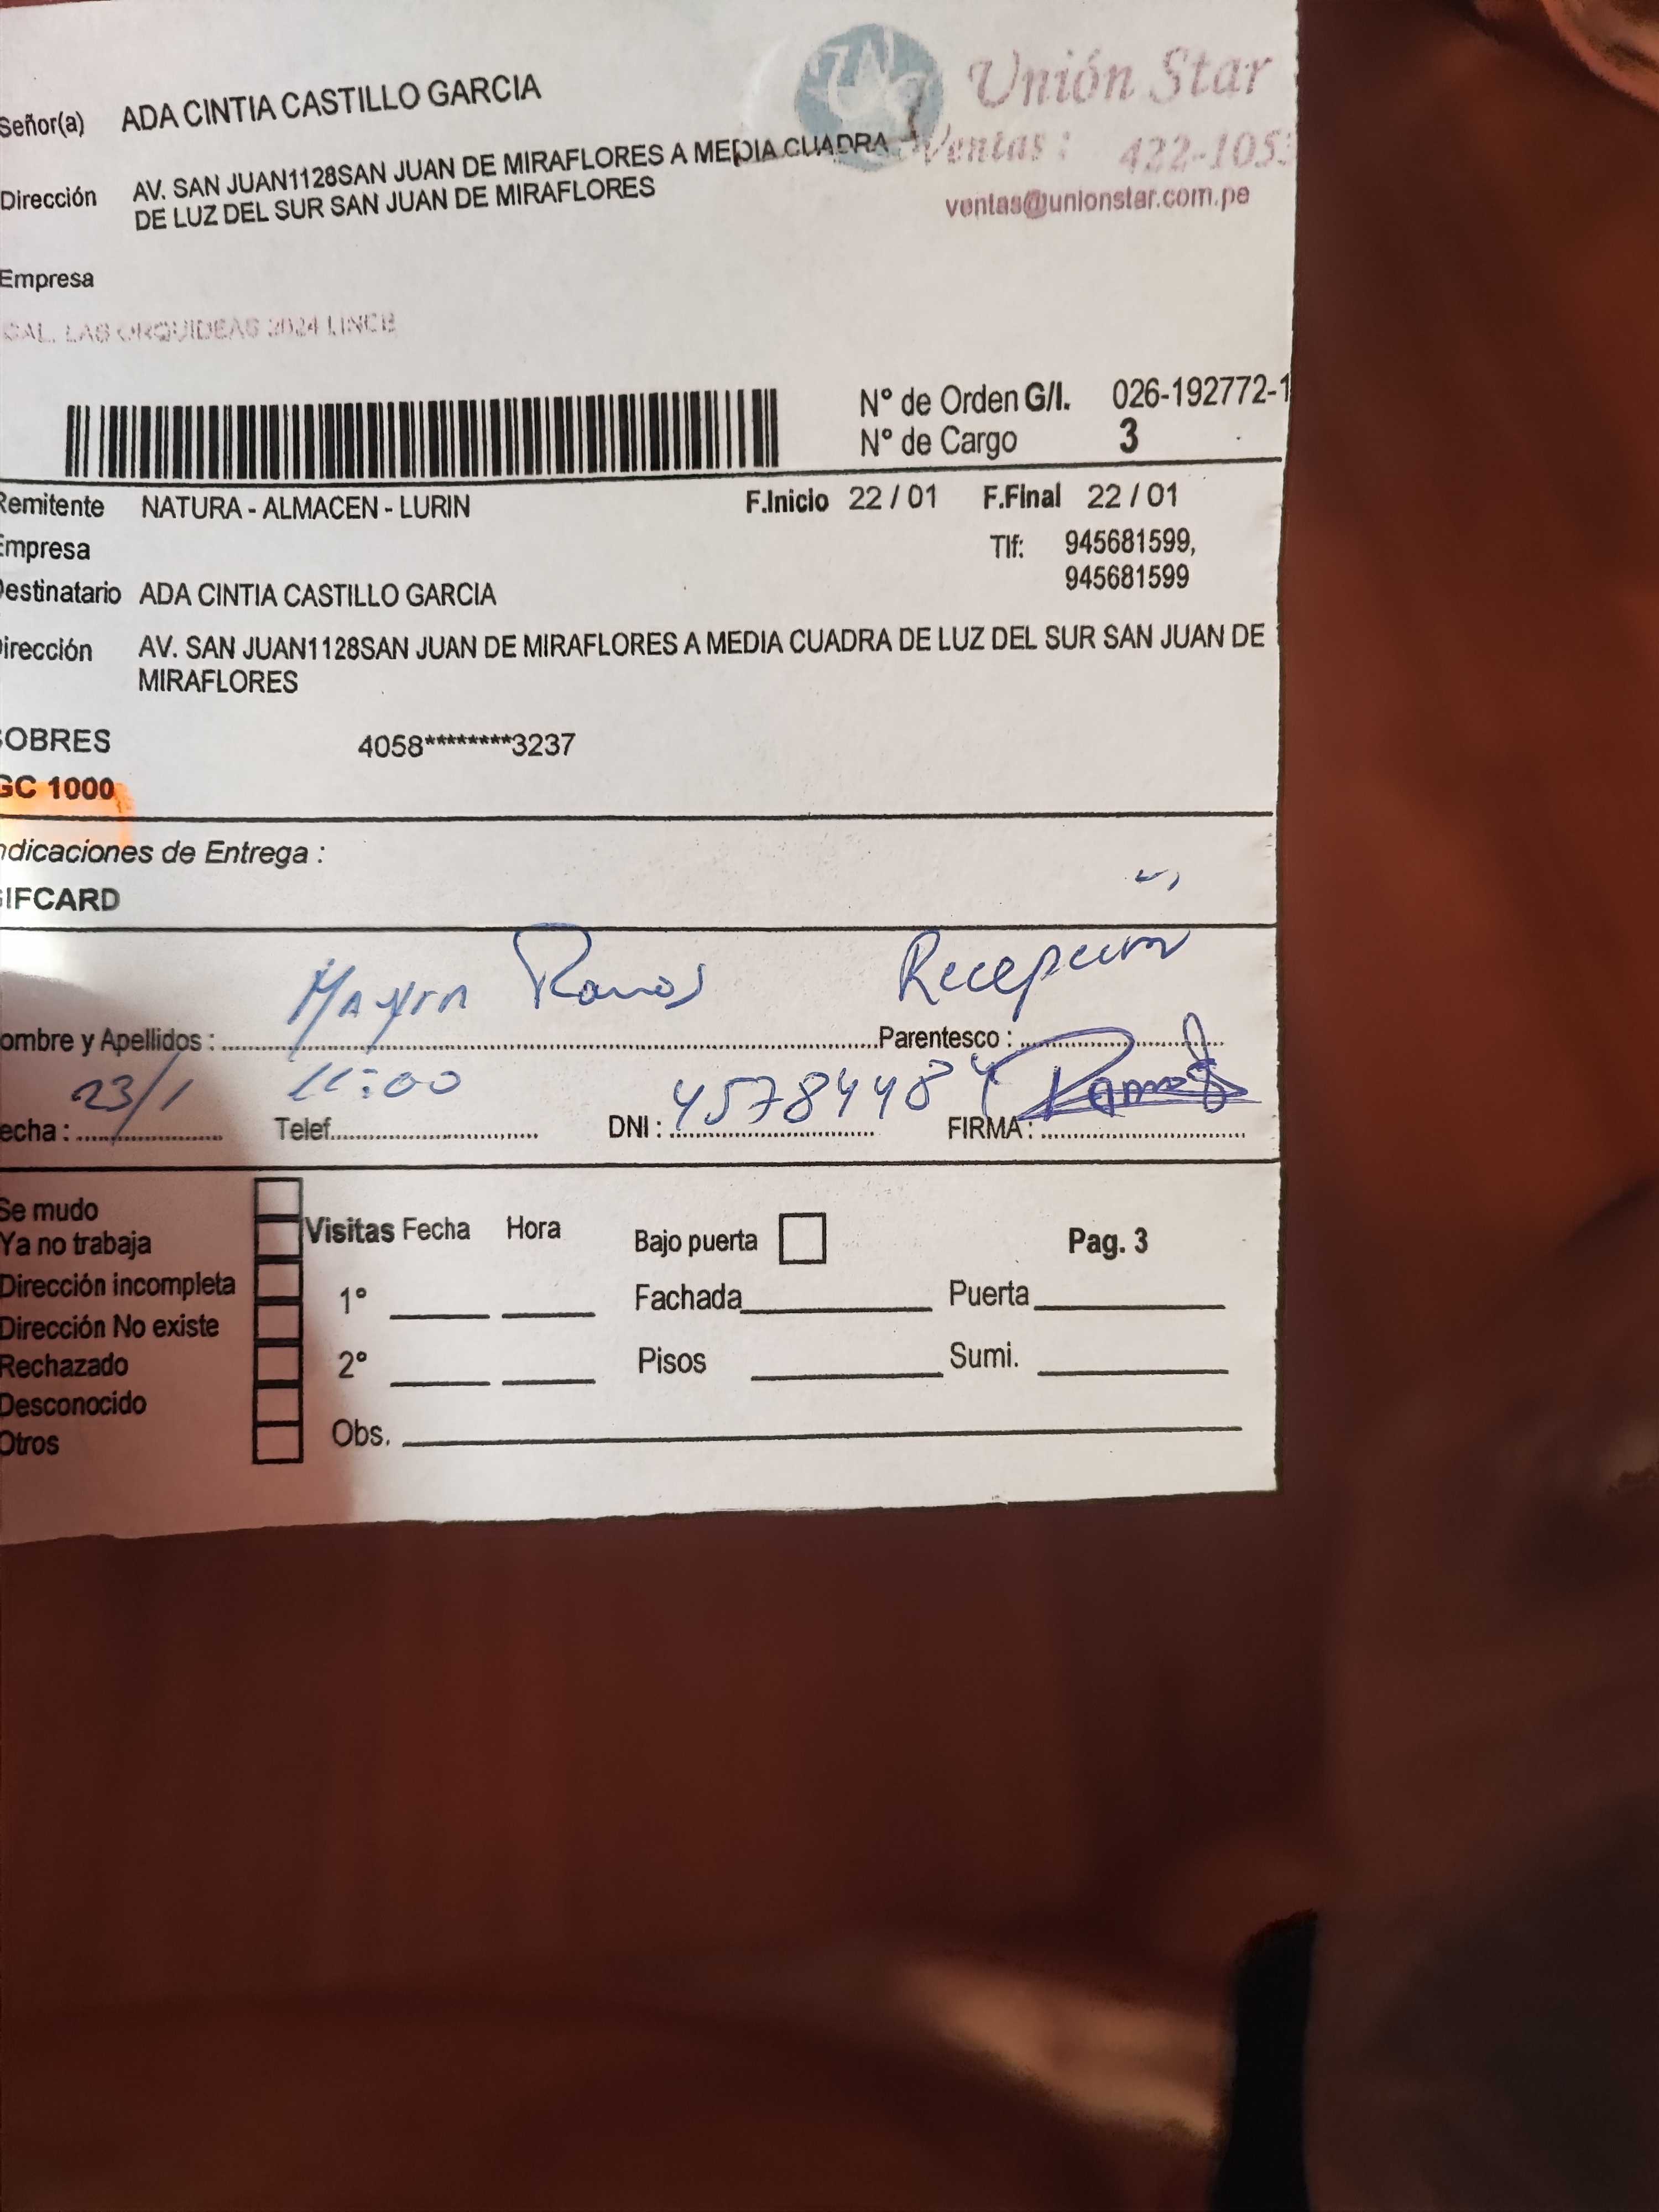 Señor(a) ADA CINTIA CASTILLO GARCIA
Unión Star
Ventas : 422-1053
ventas@unionstar.com.pe
Dirección AV. SAN JUAN1128SAN JUAN DE MIRAFLORES A MEDIA CUADRA
DE LUZ DEL SUR SAN JUAN DE MIRAFLORES
Empresa
CAL. LAS ORQUIDEAS 2024 LINCE
N° de Orden G/I. 026-192772-1
N° de Cargo 3
Remitente NATURA - ALMACEN - LURIN F.Inicio 22 / 01 F.Final 22 / 01
Empresa Tlf: 945681599,
945681599
Destinatario ADA CINTIA CASTILLO GARCIA
Dirección AV. SAN JUAN1128SAN JUAN DE MIRAFLORES A MEDIA CUADRA DE LUZ DEL SUR SAN JUAN DE
MIRAFLORES
SOBRES 4058********3237
GC 1000
Indicaciones de Entrega :
GIFCARD
Mayra Ramos Recepcion
Nombre y Apellidos : Parentesco :
23/1 11:00 45784484 Ramos
Fecha : Telef. DNI : FIRMA :
Se mudo
Ya no trabaja
Dirección incompleta
Dirección No existe
Rechazado
Desconocido
Otros
Visitas Fecha Hora Bajo puerta Pag. 3
1° Fachada Puerta
2° Pisos Sumi.
Obs.